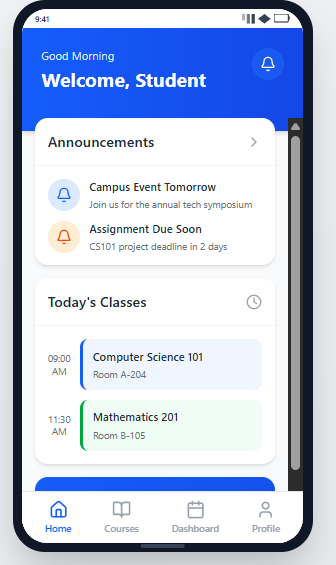 9:41
Good Morning
Welcome, Student
Announcements
Campus Event Tomorrow
Join us for the annual tech symposium
Assignment Due Soon
CS101 project deadline in 2 days
Today's Classes
09:00
AM
Computer Science 101
Room A-204
11:30
AM
Mathematics 201
Room B-105
Home
Courses
Dashboard
Profile